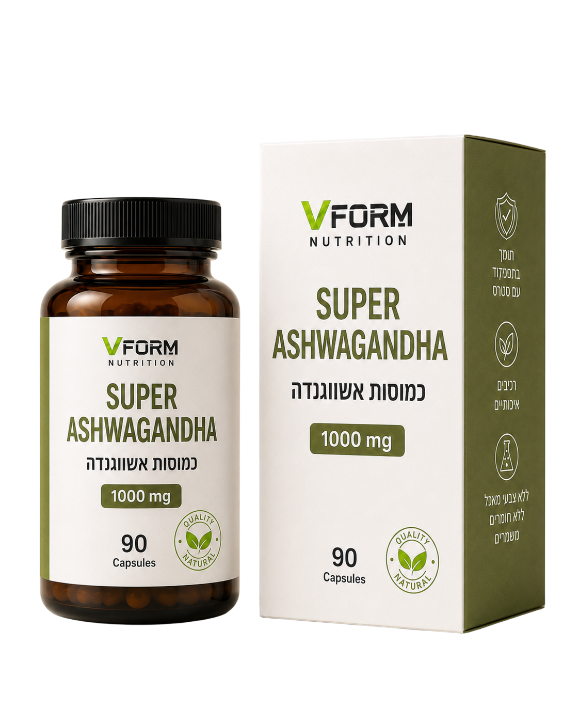 VFORM
NUTRITION
SUPER
ASHWAGANDHA
כמוסות אשווגנדה
1000 mg
90
Capsules
QUALITY
NATURAL
VFORM
NUTRITION
SUPER
ASHWAGANDHA
כמוסות אשווגנדה
1000 mg
90
Capsules
QUALITY
NATURAL
תומך
עם סטרס
רכיבים
איכותיים
ללא צבעי מאכל
ללא חומרים
משמרים